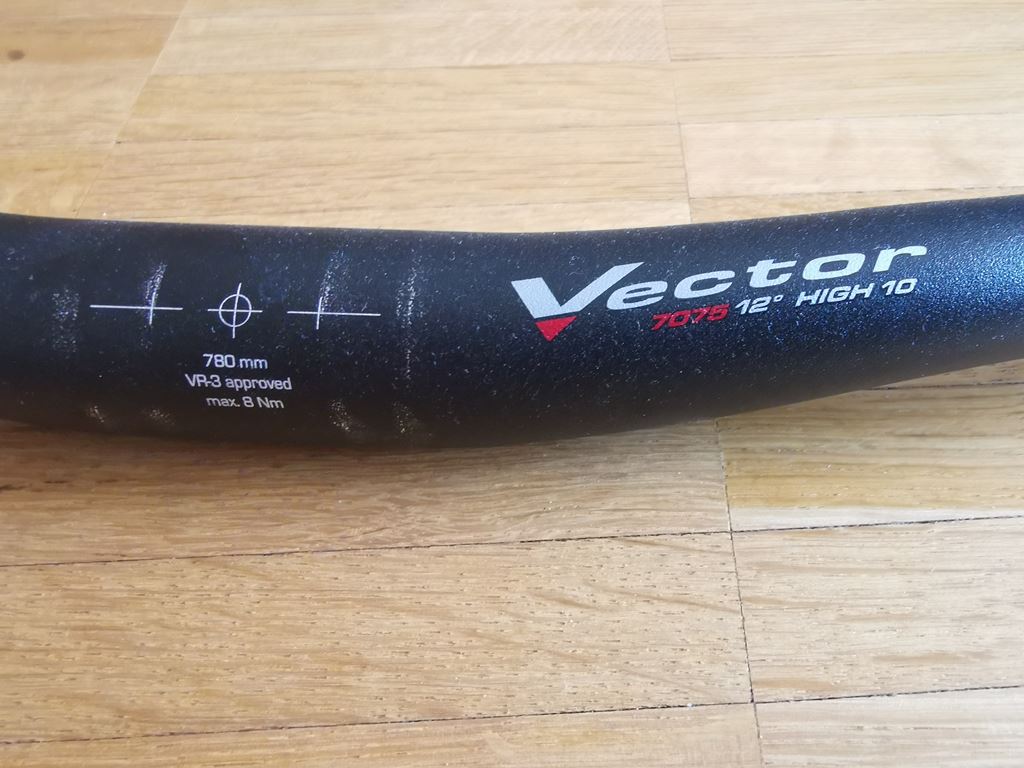 780 mm
VR-3 approved
max. 8 Nm
Vector
7075 12° HIGH 10